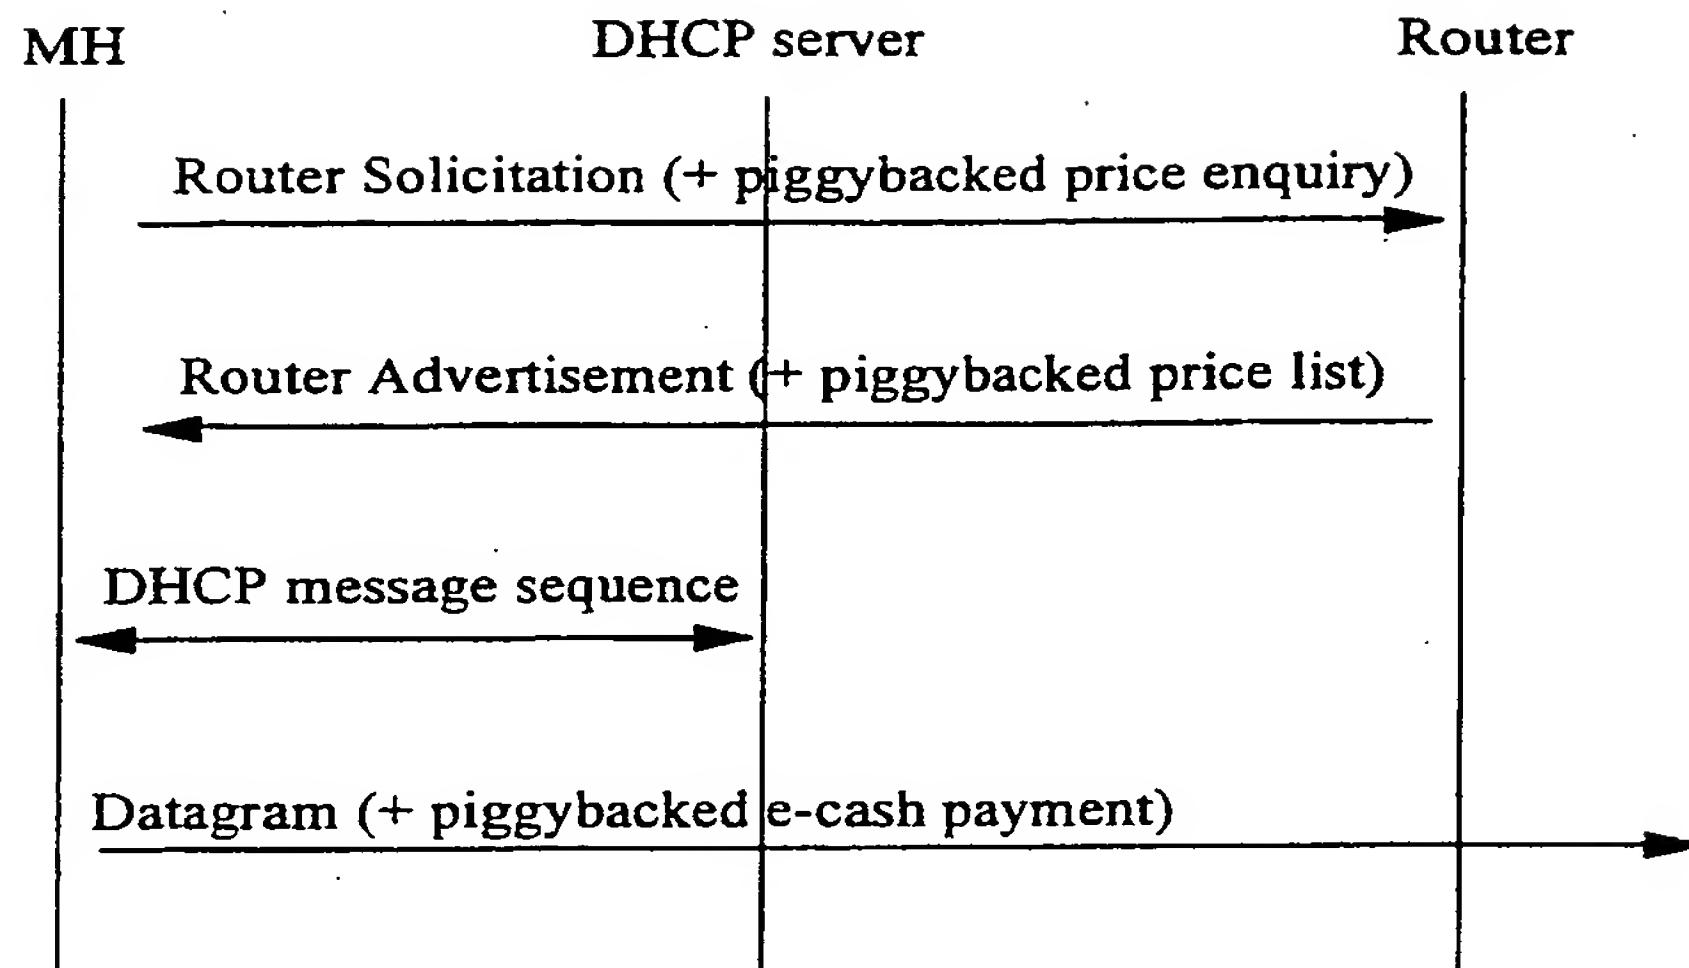 MH DHCP server Router
Router Solicitation (+ piggybacked price enquiry)
Router Advertisement (+ piggybacked price list)
DHCP message sequence
Datagram (+ piggybacked e-cash payment)